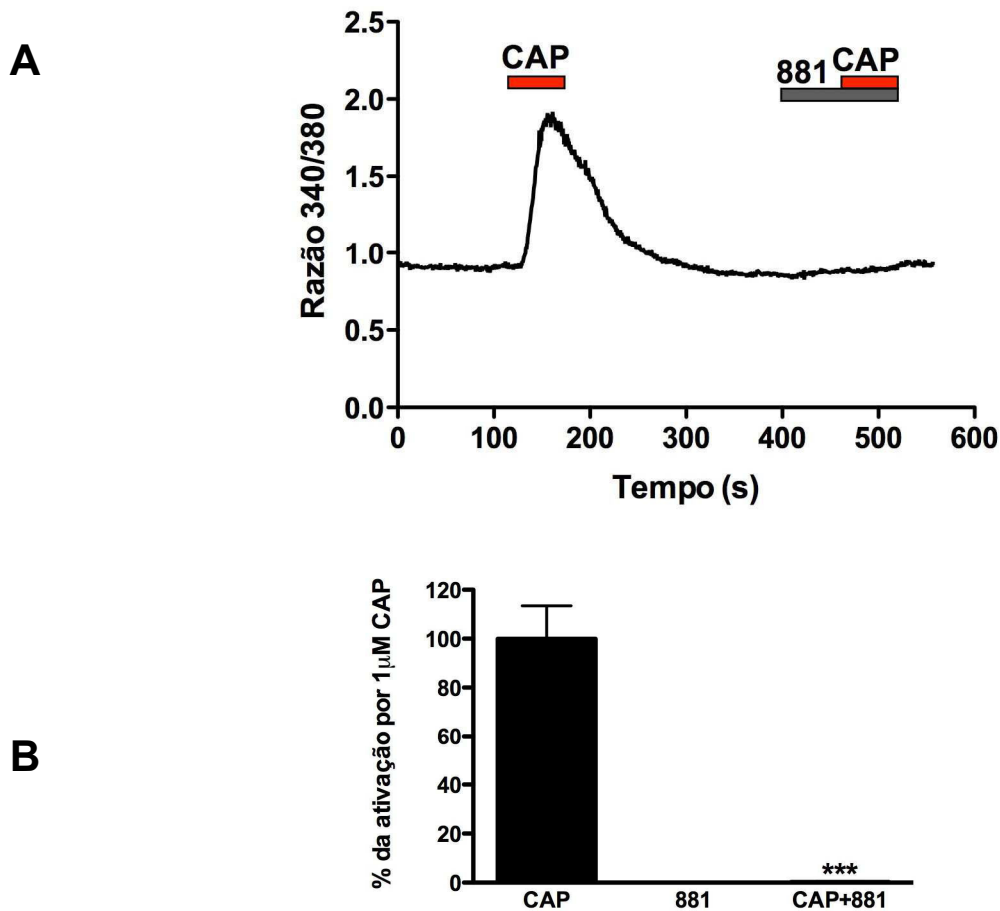 A
CAP
881 CAP
Razão 340/380
2.5
2.0
1.5
1.0
0.5
0.0
0 100 200 300 400 500 600
Tempo (s)
B
% da ativação por 1μM CAP
120
100
80
60
40
20
0
***
CAP 881 CAP+881